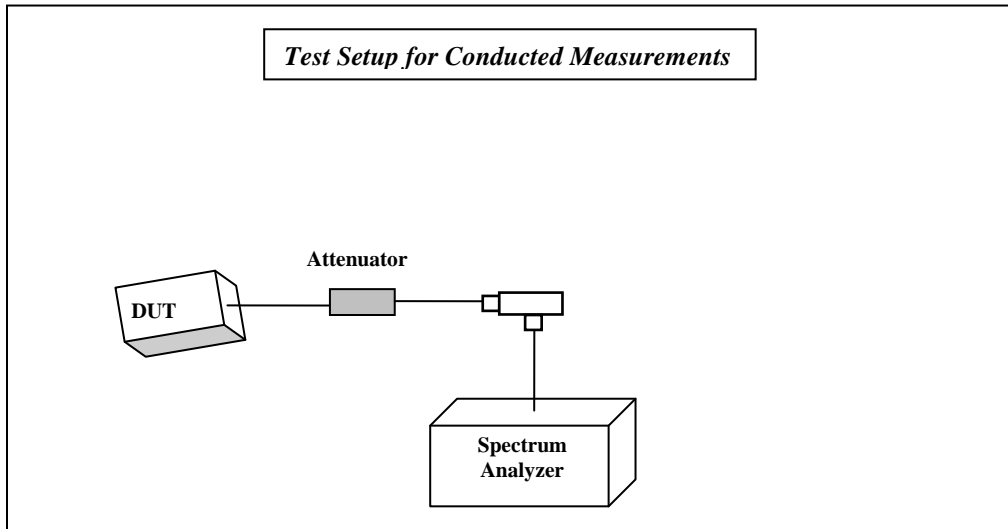 Test Setup for Conducted Measurements
Attenuator
DUT
Spectrum
Analyzer